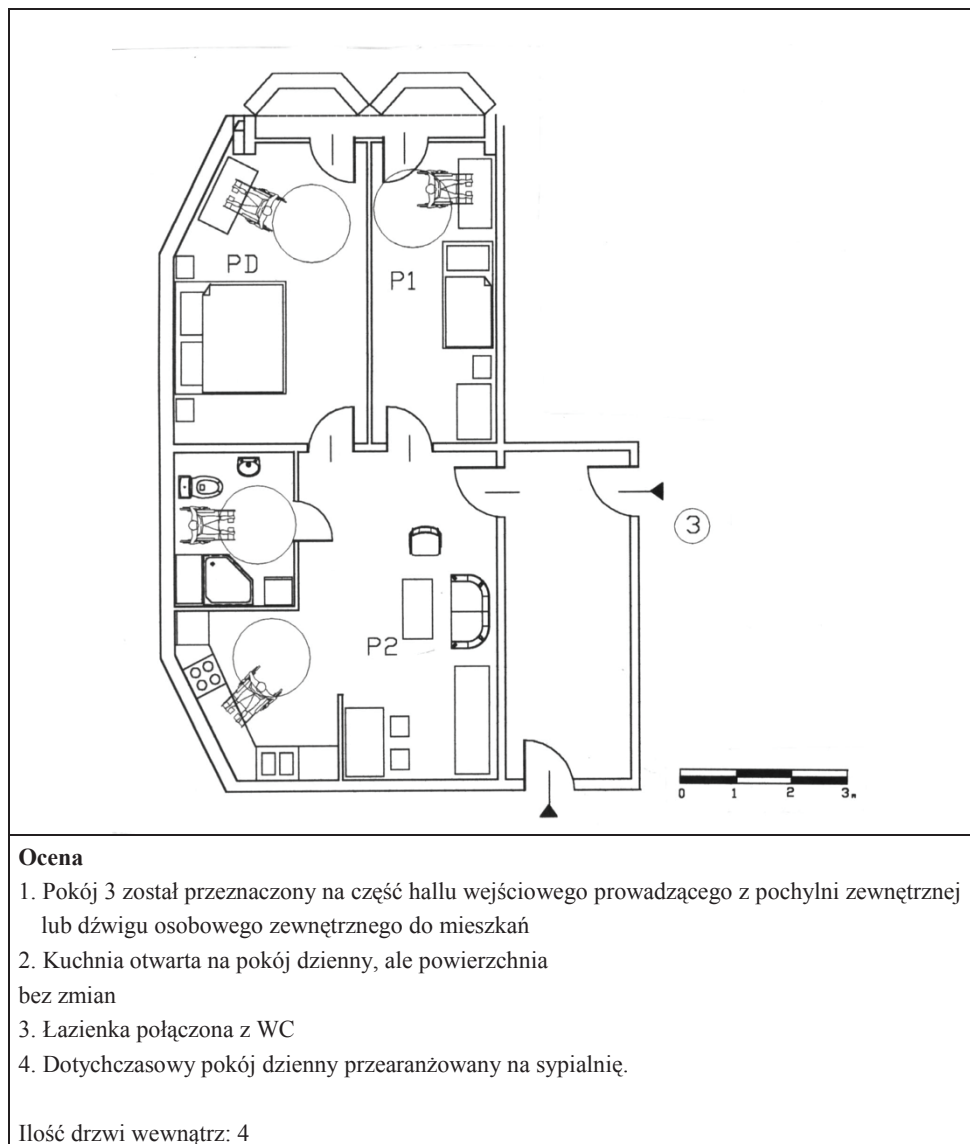 PD
P1
3
P2
0 1 2 3m
Ocena
1. Pokój 3 został przeznaczony na część hallu wejściowego prowadzącego z pochylni zewnętrznej
lub dźwigu osobowego zewnętrznego do mieszkań
2. Kuchnia otwarta na pokój dzienny, ale powierzchnia
bez zmian
3. Łazienka połączona z WC
4. Dotychczasowy pokój dzienny przearanżowany na sypialnię.
Ilość drzwi wewnątrz: 4